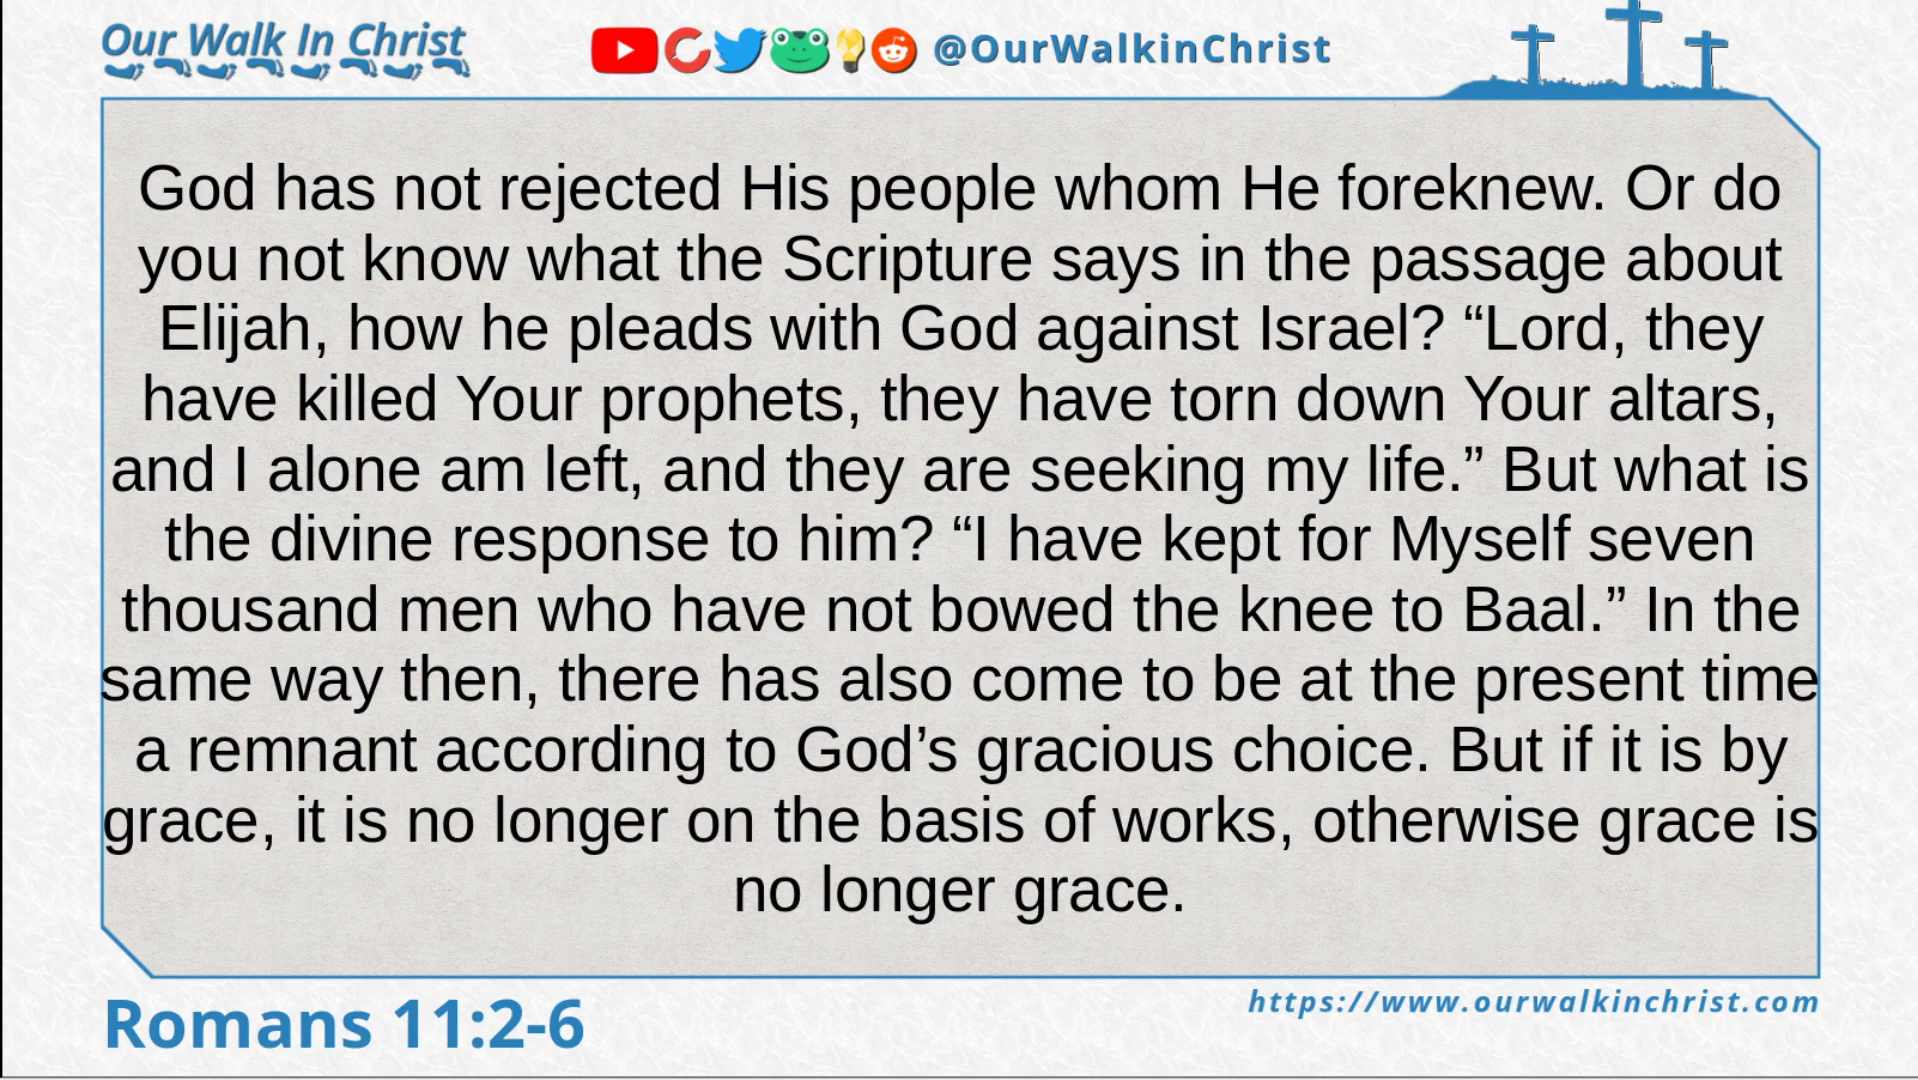 Our Walk In Christ
@OurWalkinChrist
God has not rejected His people whom He foreknew. Or do
you not know what the Scripture says in the passage about
Elijah, how he pleads with God against Israel? “Lord, they
have killed Your prophets, they have torn down Your altars,
and I alone am left, and they are seeking my life.” But what is
the divine response to him? “I have kept for Myself seven
thousand men who have not bowed the knee to Baal.” In the
same way then, there has also come to be at the present time
a remnant according to God’s gracious choice. But if it is by
grace, it is no longer on the basis of works, otherwise grace is
no longer grace.
Romans 11:2-6
https://www.ourwalkinchrist.com